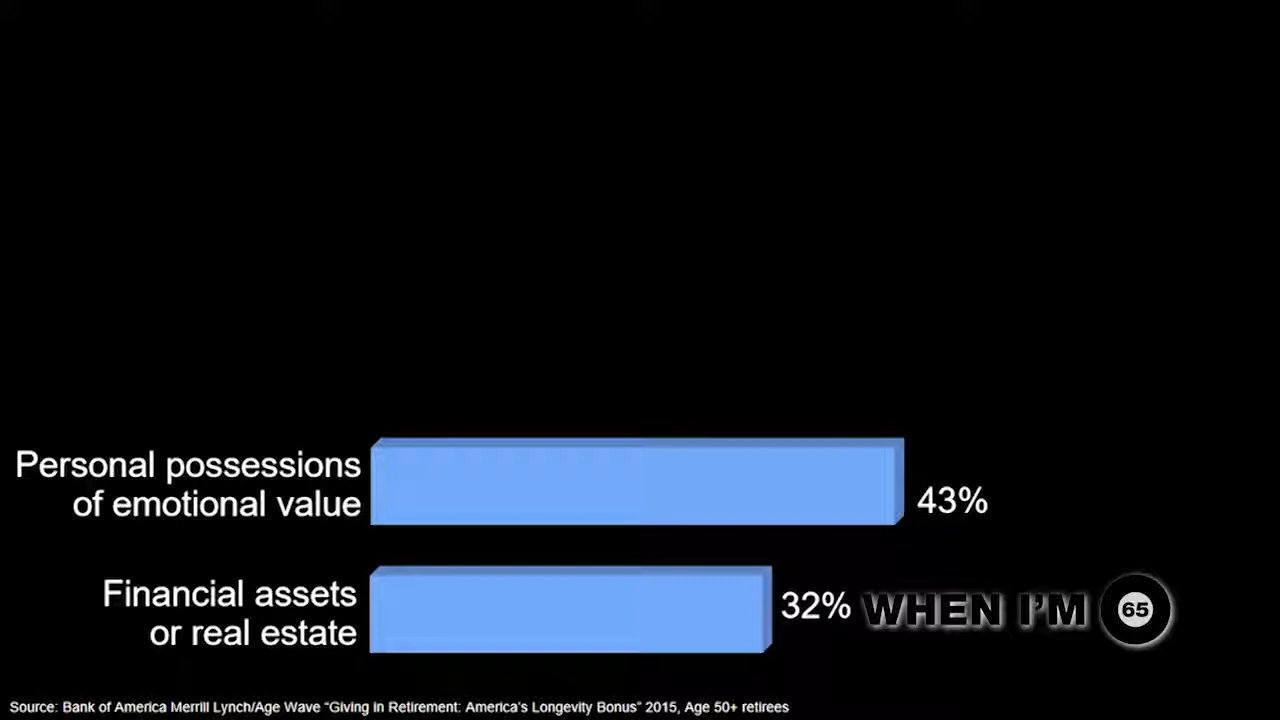 Personal possessions
of emotional value
43%
Financial assets
or real estate
32%
WHEN I'M 65
Source: Bank of America Merrill Lynch/Age Wave “Giving in Retirement: America’s Longevity Bonus” 2015, Age 50+ retirees